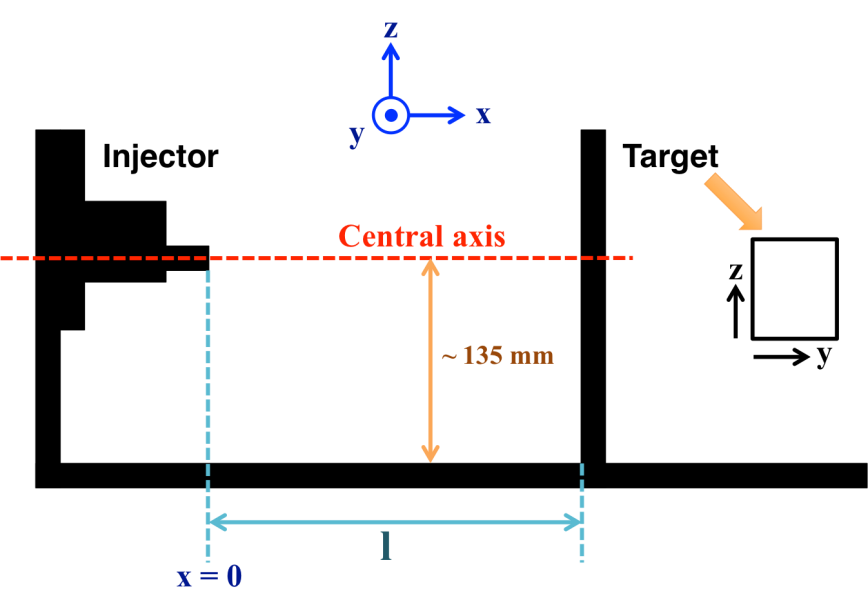 z
y
x
Injector
Target
Central axis
z
~ 135 mm
y
l
x = 0